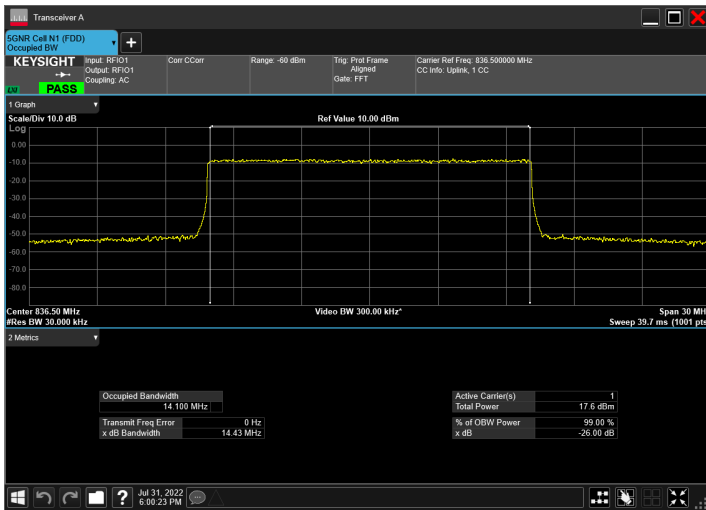 Transceiver A
5GNR Cell N1 (FDD)
Occupied BW
+
KEYSIGHT
LXI
PASS
Input: RFIO1
Output: RFIO1
Coupling: AC
Corr CCorr
Range: -60 dBm
Trig: Prot Frame
Aligned
Gate: FFT
Carrier Ref Freq: 836.500000 MHz
CC Info: Uplink, 1 CC
1 Graph
Scale/Div 10.0 dB
Ref Value 10.00 dBm
Log
0.00
-10.0
-20.0
-30.0
-40.0
-50.0
-60.0
-70.0
-80.0
Center 836.50 MHz
Video BW 300.00 kHz*
Span 30 MH
#Res BW 30.000 kHz
Sweep 39.7 ms (1001 pts
2 Metrics
Occupied Bandwidth
14.100 MHz
Transmit Freq Error 0 Hz
x dB Bandwidth 14.43 MHz
Active Carrier(s) 1
Total Power 17.6 dBm
% of OBW Power 99.00 %
x dB -26.00 dB
?
Jul 31, 2022
6:00:23 PM